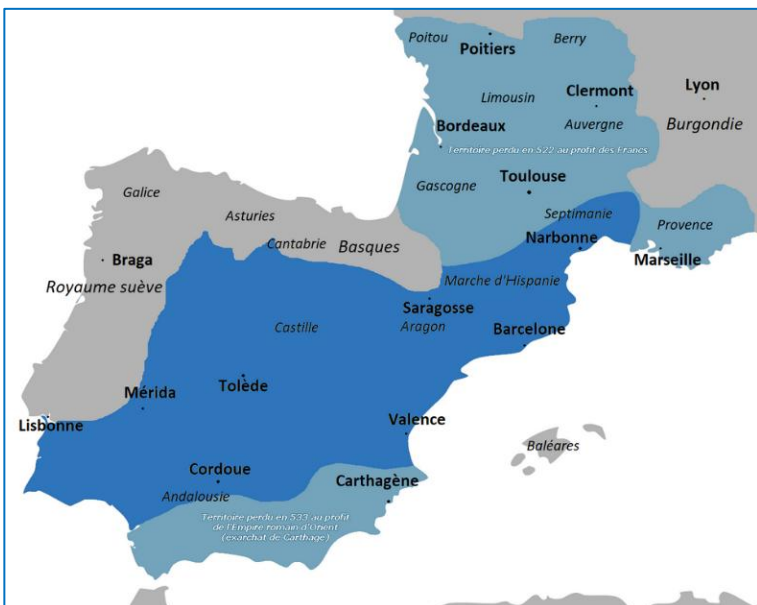 Poitou
Berry
Poitiers
Limousin
Clermont
Lyon
Bordeaux
Auvergne
Burgondie
Territoire perdu en 522 au profit des Francs
Gascogne
Toulouse
Galice
Septimanie
Asturies
Provence
Cantabrie
Basques
Narbonne
Braga
Marseille
Marche d'Hispanie
Royaume suève
Saragosse
Castille
Aragon
Barcelone
Tolède
Mérida
Lisbonne
Valence
Baléares
Cordoue
Carthagène
Andalousie
Territoire perdu en 533 au profit
de l'Empire romain d'Orient
(exarchat de Carthage)